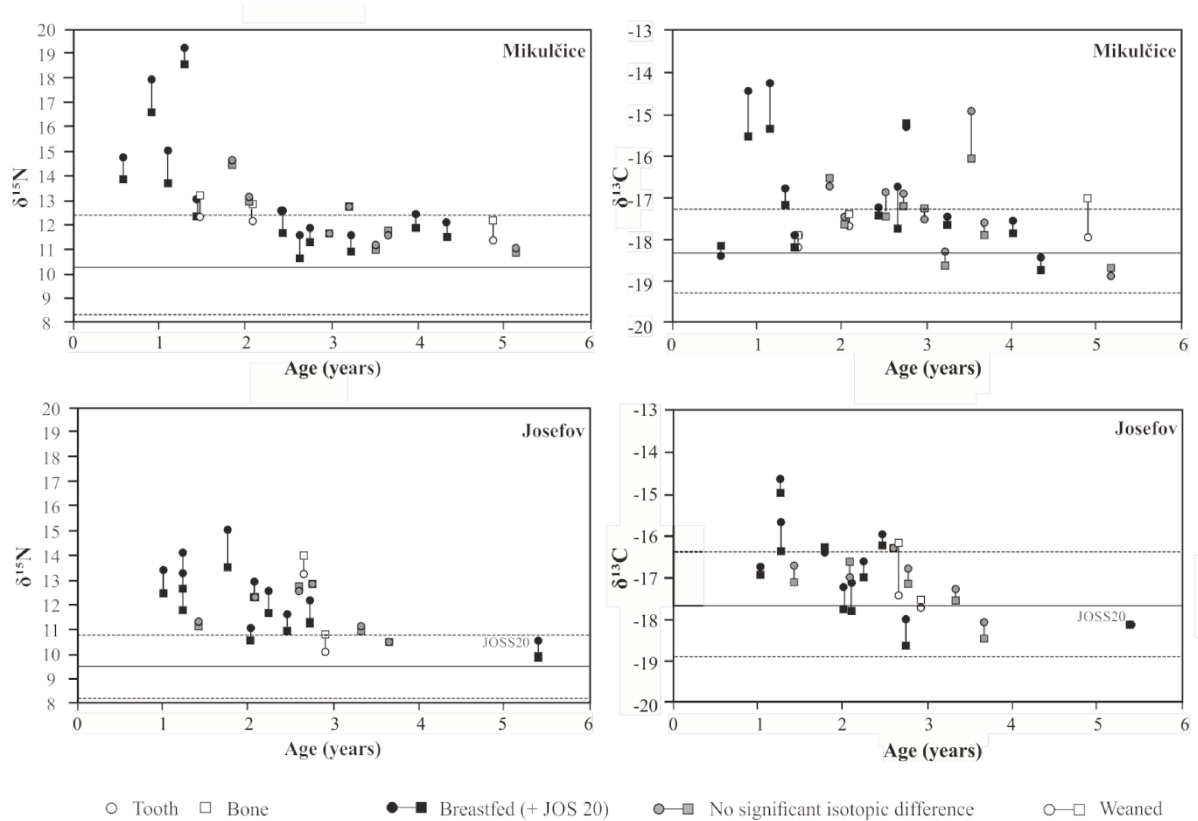 Mikulčice
δ¹⁵N
20
19
18
17
16
15
14
13
12
11
10
9
8
0 1 2 3 4 5 6
Age (years)
Mikulčice
δ¹³C
-13
-14
-15
-16
-17
-18
-19
-20
0 1 2 3 4 5 6
Age (years)
Josefov
δ¹⁵N
20
19
18
17
16
15
14
13
12
11
10
9
8
JOSS20
0 1 2 3 4 5 6
Age (years)
Josefov
δ¹³C
-13
-14
-15
-16
-17
-18
-19
-20
JOSS20
0 1 2 3 4 5 6
Age (years)
Tooth Bone Breastfed (+ JOS 20) No significant isotopic difference Weaned